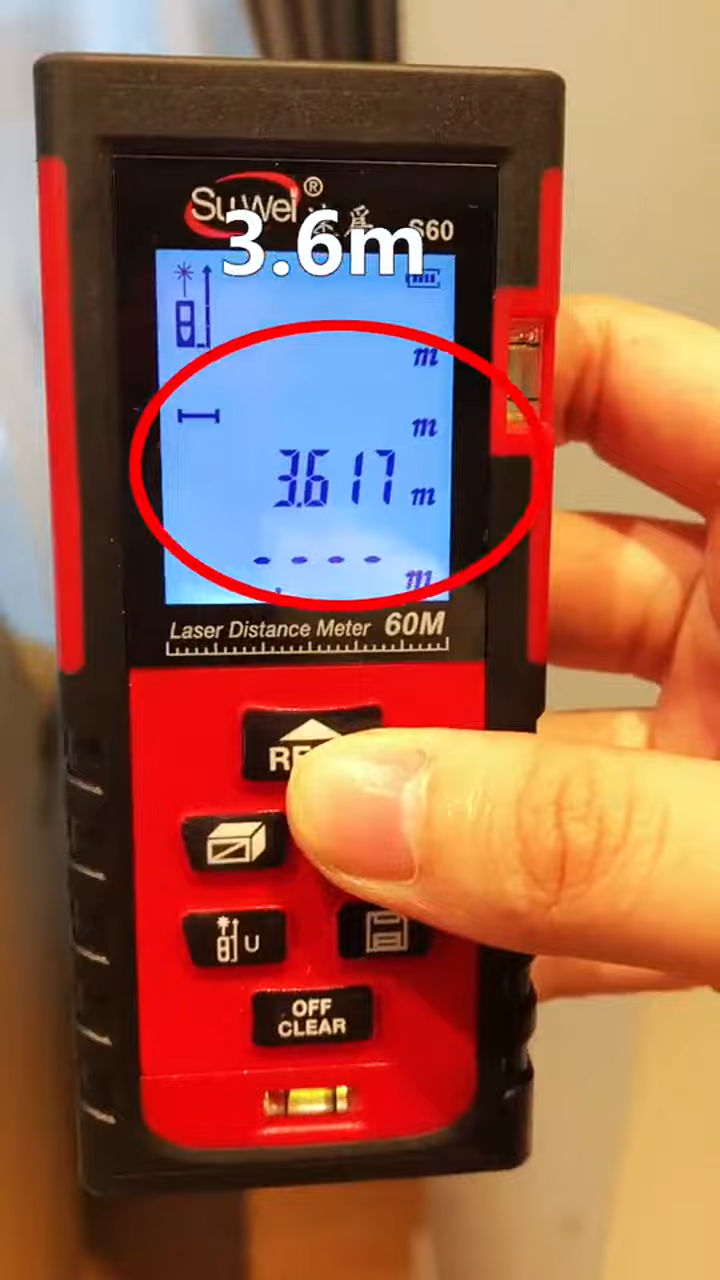 SuWei®
S60
3.6m
m
m
3.617 m
- - - - m
Laser Distance Meter 60M
U
OFF
CLEAR